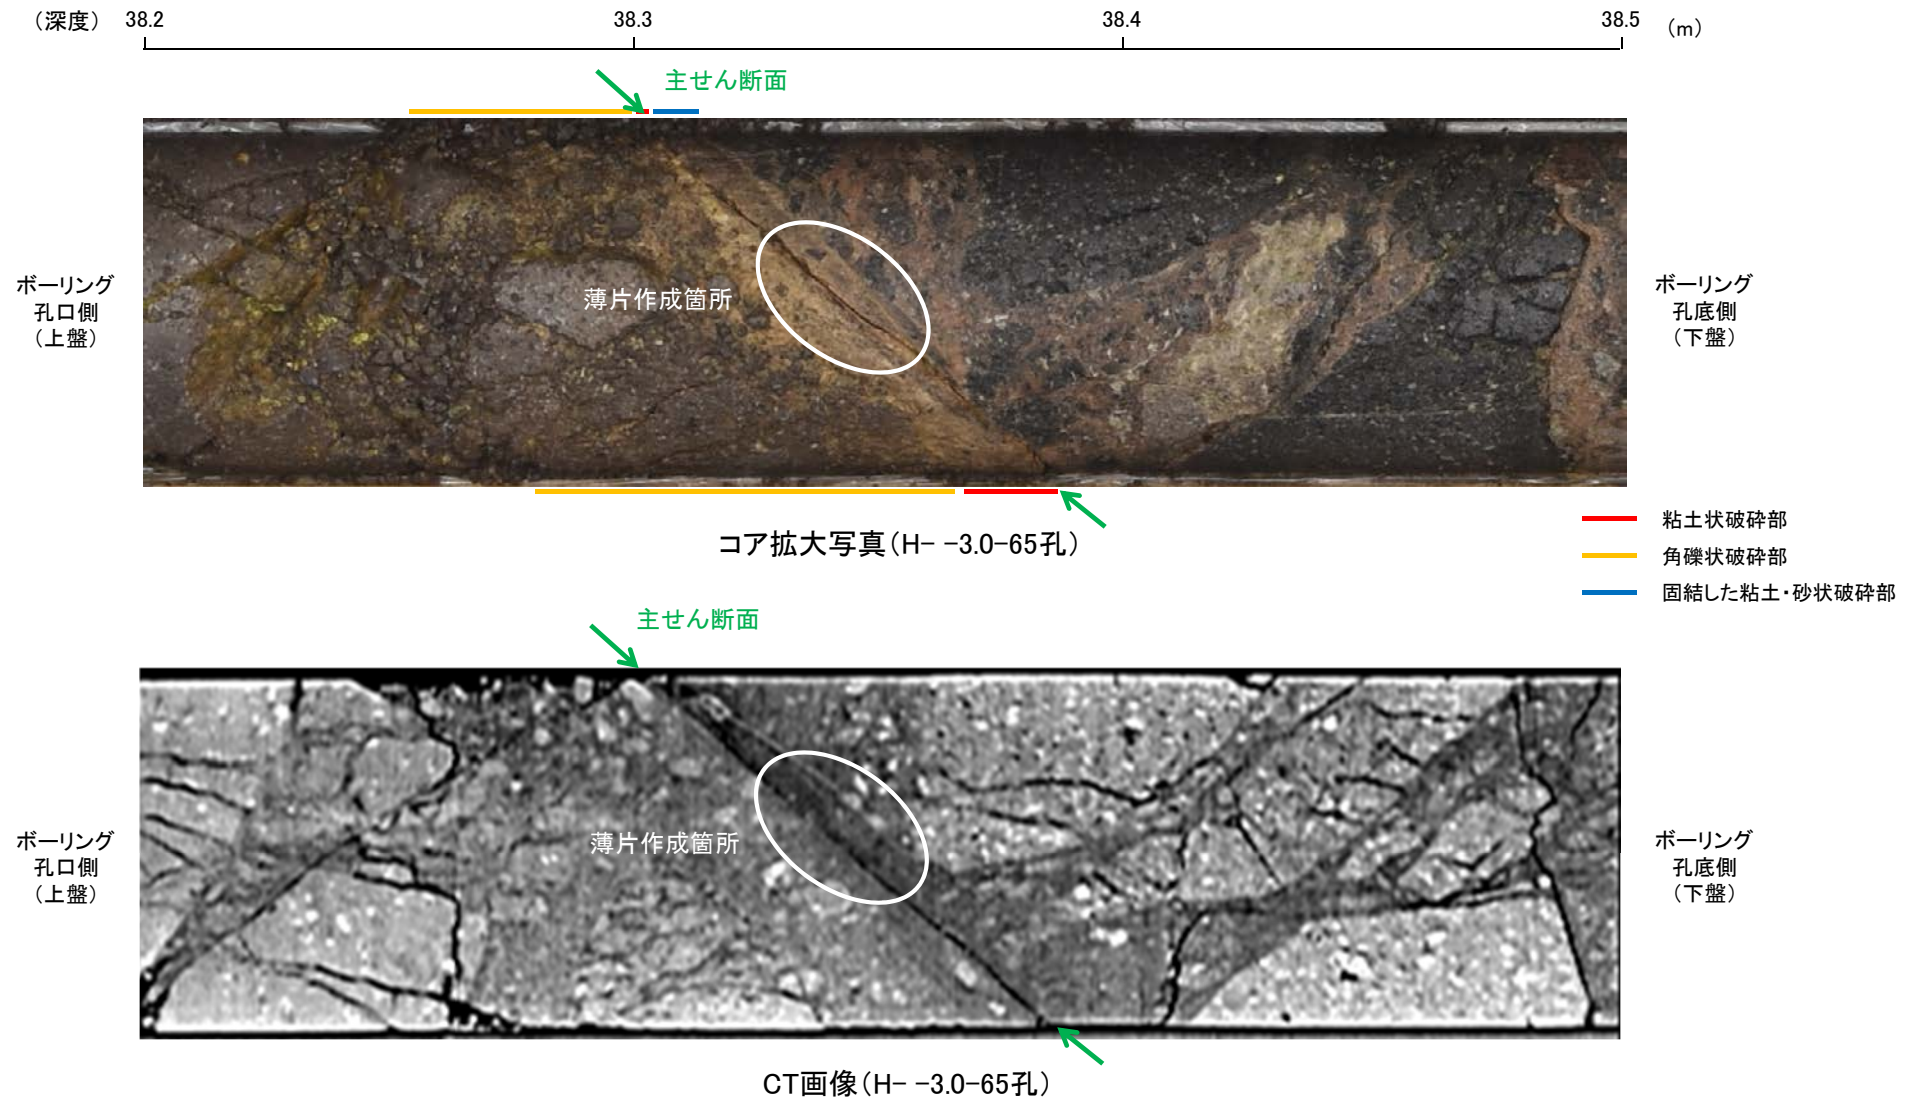 （深度） 38.2 38.3 38.4 38.5 （m）
主せん断面
ボーリング
孔口側
（上盤）
薄片作成箇所
ボーリング
孔底側
（下盤）
コア拡大写真（H- -3.0-65孔）
粘土状破砕部
角礫状破砕部
固結した粘土・砂状破砕部
主せん断面
ボーリング
孔口側
（上盤）
薄片作成箇所
ボーリング
孔底側
（下盤）
CT画像（H- -3.0-65孔）